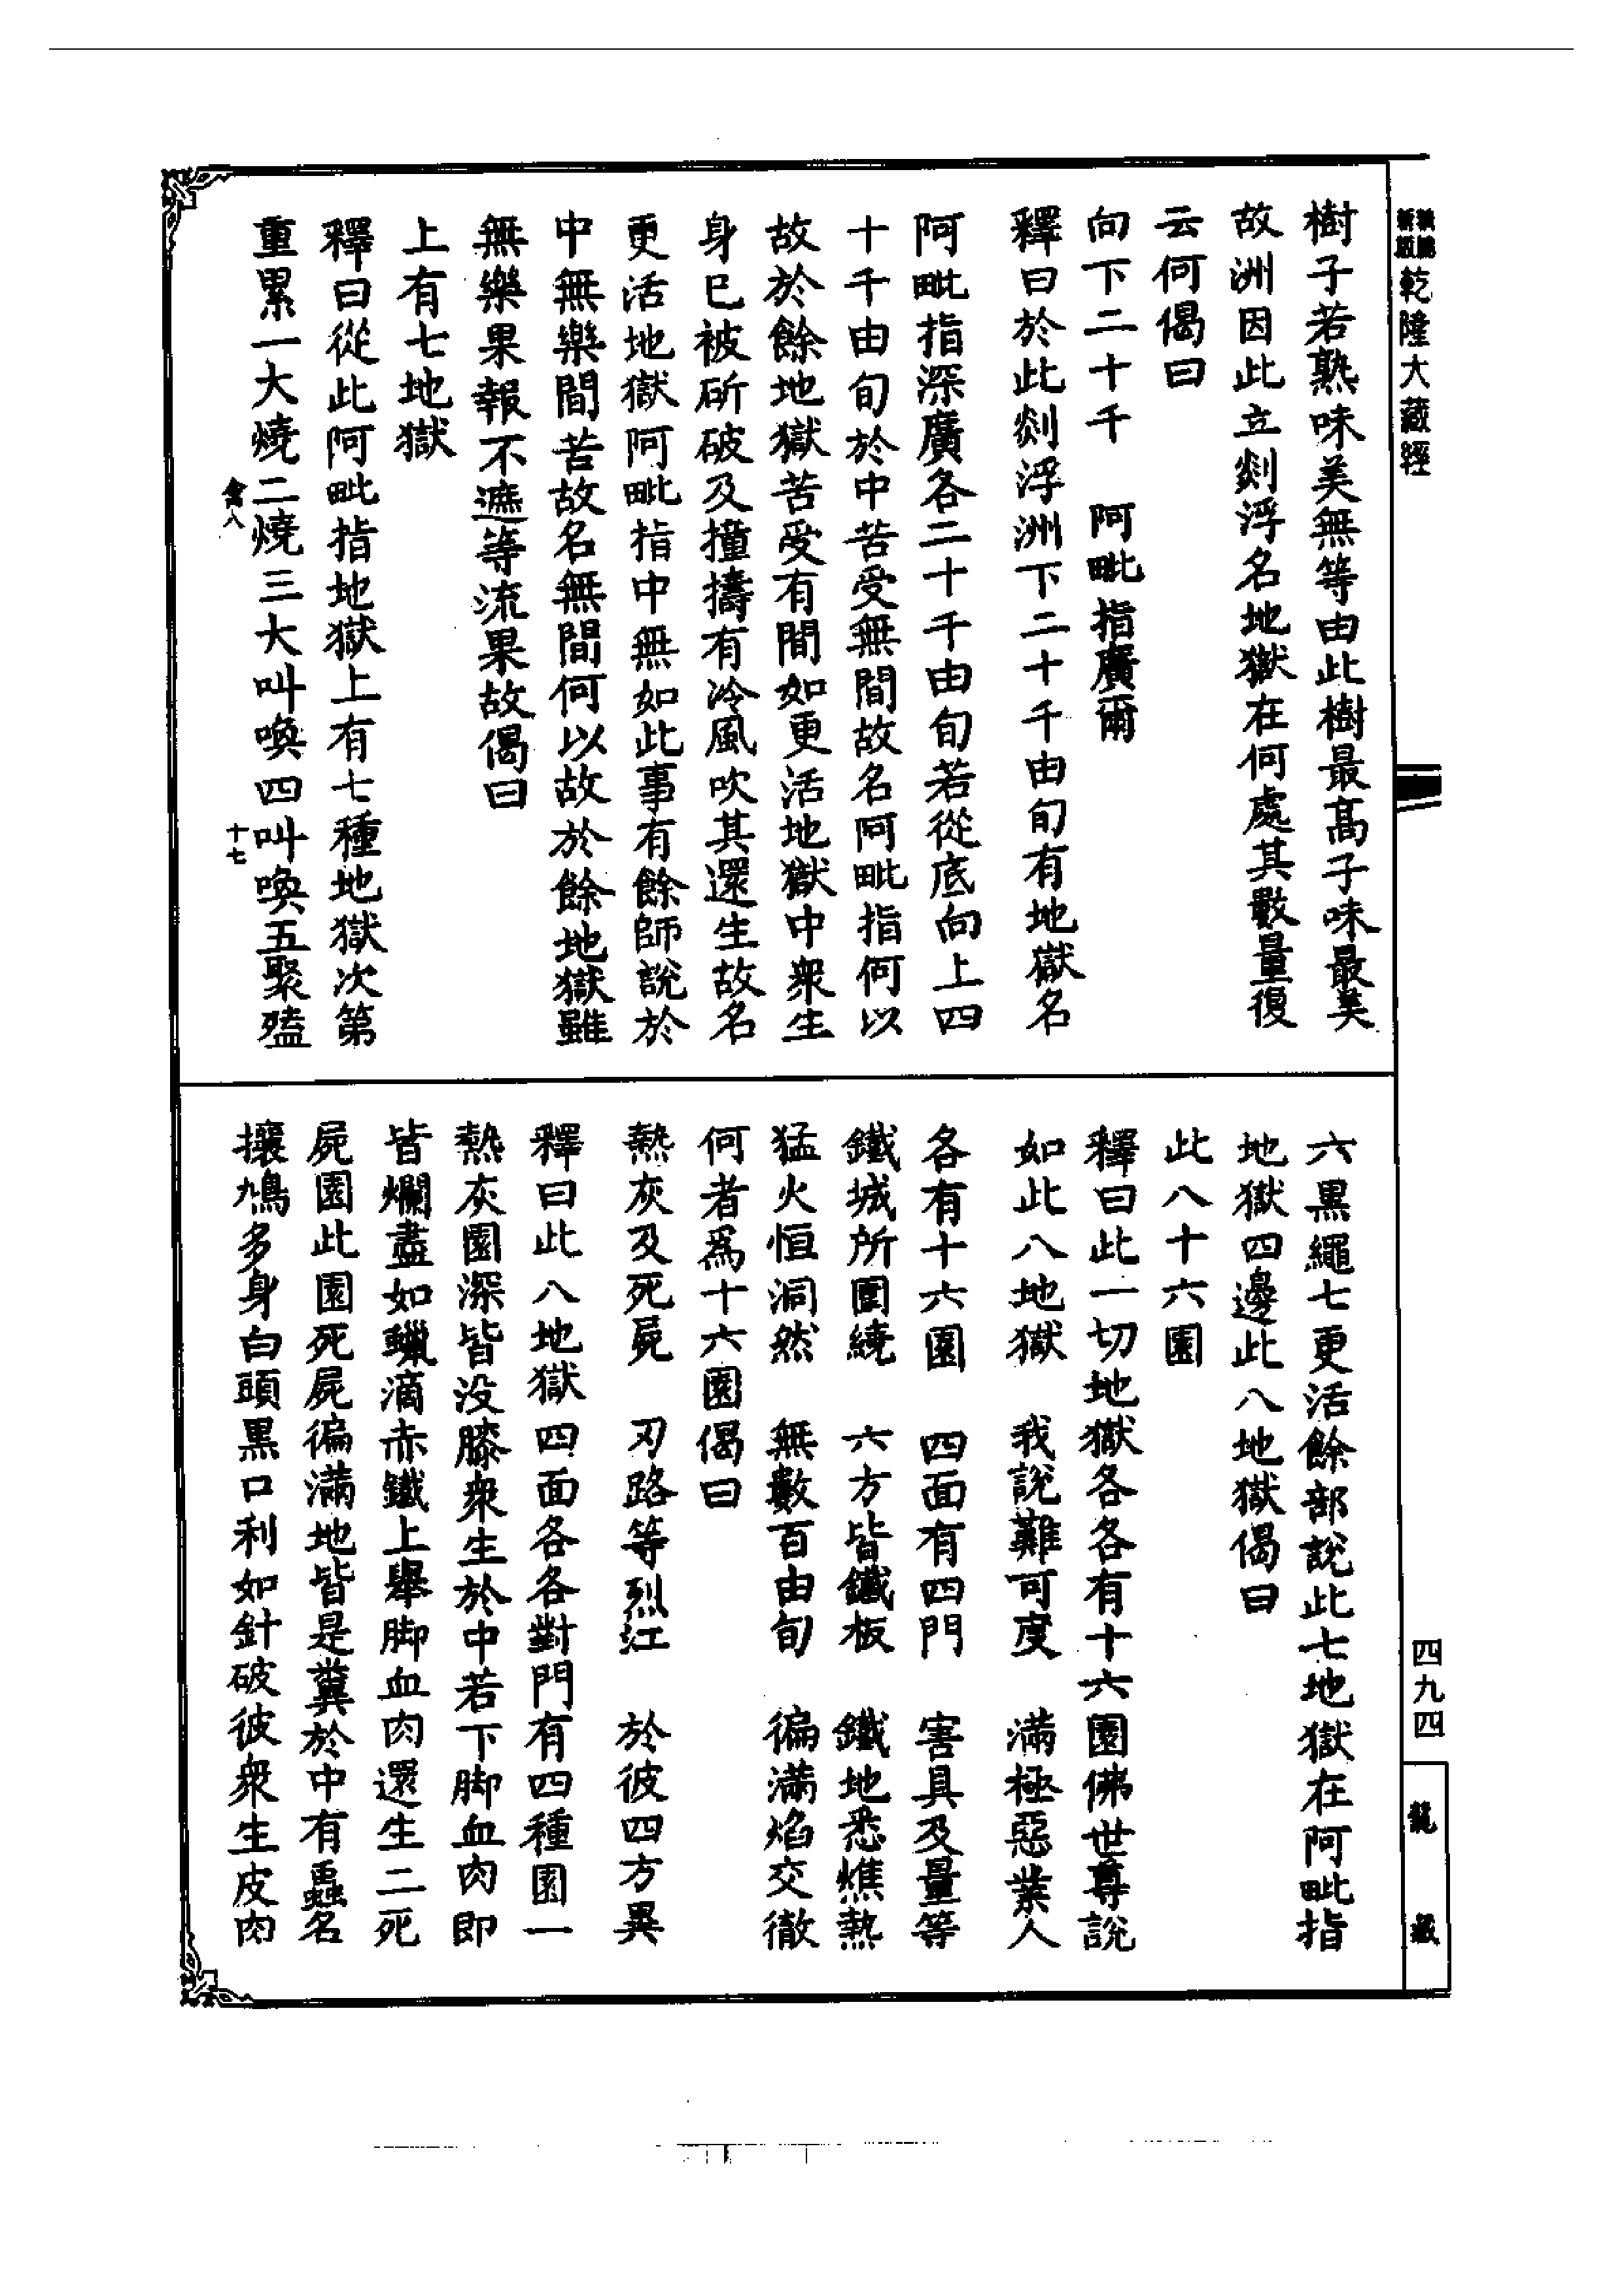 乾隆大藏經
樹子若熟味美無等由此樹最高子味最美
故洲因此立剡浮名地獄在何處其數量復
云何偈曰
向下二十千　阿毗指廣爾
釋曰於此剡浮洲下二十千由旬有地獄名
阿毗指深廣各二十千由旬若從底向上四
十千由旬於中苦受無間故名阿毗指何以
故於餘地獄苦受有間如更活地獄中衆生
身已被斫破及撞擣有冷風吹其還生故名
更活地獄阿毗指中無如此事有餘師說於
中無樂間苦故名無間何以故於餘地獄雖
無樂果報不遮等流果故偈曰
上有七地獄
釋曰從此阿毗指地獄上有七種地獄次第
重累一大燒二燒三大叫喚四叫喚五聚磕
禽八　十七
六黑繩七更活餘部說此七地獄在阿毗指
地獄四邊此八地獄偈曰
此八十六園
釋曰此一切地獄各各有十六園佛世尊說
如此八地獄　我說難可度　滿極惡業人
各有十六園　四面有四門　害具及量等
鐵城所圍繞　六方皆鐵板　鐵地悉燋熱
猛火恒洞然　無數百由旬　徧滿焰交徹
何者爲十六園偈曰
熱灰及死屍　刃路等烈江　於彼四方異
釋曰此八地獄四面各各對門有四種園一
熱灰園深皆没膝衆生於中若下脚血肉即
皆爛盡如蠟滴赤鐵上舉脚血肉還生二死
屍園此園死屍徧滿地皆是糞於中有蟲名
攘鳩多身白頭黑口利如針破彼衆生皮肉
四九四
龍藏